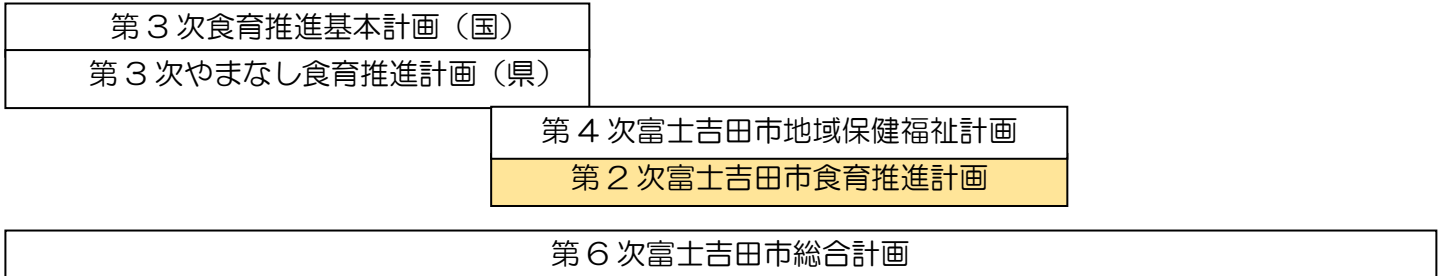 第３次食育推進基本計画（国）
第３次やまなし食育推進計画（県）
第４次富士吉田市地域保健福祉計画
第２次富士吉田市食育推進計画
第６次富士吉田市総合計画